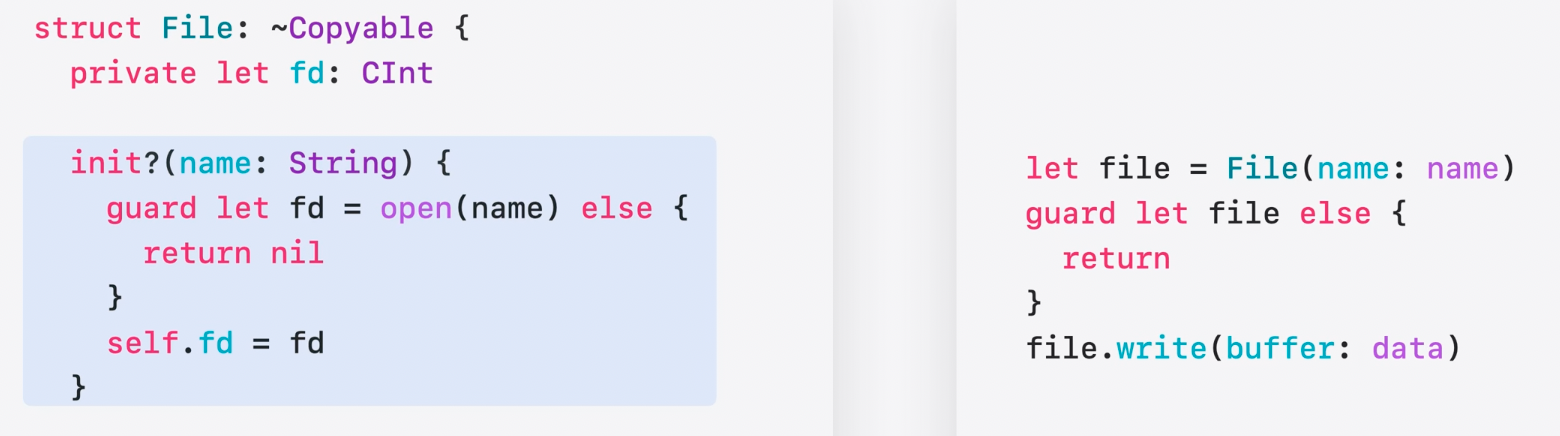 struct File: ~Copyable {
private let fd: CInt
init?(name: String) {
guard let fd = open(name) else {
return nil
}
self.fd = fd
}
let file = File(name: name)
guard let file else {
return
}
file.write(buffer: data)